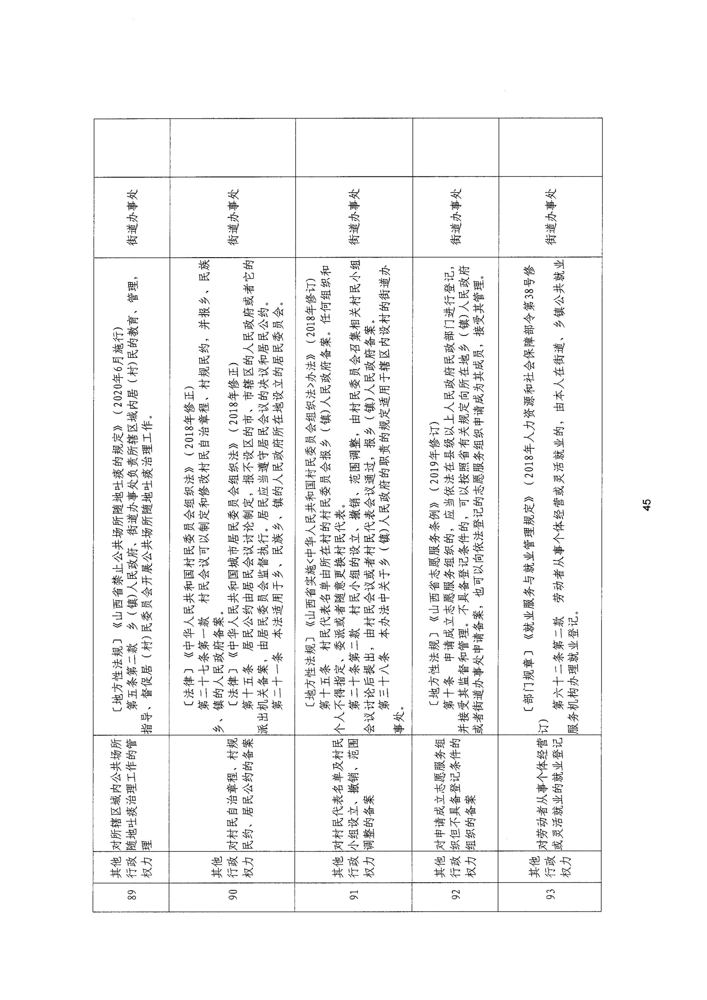 89
其他
行政
权力
对所辖区域内公共场所
随地吐痰治理工作的管
理
〔地方性法规〕《山西省禁止公共场所随地吐痰的规定》（2020年6月施行）
第五条第二款　乡（镇）人民政府、街道办事处负责所辖区域内居（村）民的教育、管理，
指导、督促居（村）民委员会开展公共场所随地吐痰治理工作。
街道办事处
90
其他
行政
权力
对村民自治章程、村规
民约、居民公约的备案
〔法律〕《中华人民共和国村民委员会组织法》（2018年修正）
第二十七条第一款　村民会议可以制定和修改村民自治章程、村规民约，并报乡、民族
乡、镇的人民政府备案。
〔法律〕《中华人民共和国城市居民委员会组织法》（2018年修正）
第十五条　居民公约由居民会议讨论制定，报不设区的市、市辖区的人民政府或者它的
派出机关备案，由居民委员会监督执行。居民应当遵守居民会议的决议和居民公约。
第二十一条　本法适用于乡、民族乡、镇的人民政府所在地设立的居民委员会。
街道办事处
91
其他
行政
权力
对村民代表名单及村民
小组设立、撤销、范围
调整的备案
〔地方性法规〕《山西省实施<中华人民共和国村民委员会组织法>办法》（2018年修订）
第十五条　村民代表名单由所在村的村民委员会报乡（镇）人民政府备案。任何组织和
个人不得指定、委派或者随意更换村民代表。
第二十条第二款　村民小组的设立、撤销、范围调整，由村民委员会召集相关村民小组
会议讨论后提出，由村民会议或者村民代表会议通过，报乡（镇）人民政府备案。
第三十八条　本办法中关于乡（镇）人民政府的职责的规定适用于辖区内设村的街道办
事处。
街道办事处
92
其他
行政
权力
对申请成立志愿服务组
织但不具备登记条件的
组织的备案
〔地方性法规〕《山西省志愿服务条例》（2019年修订）
第十条　申请成立志愿服务组织的，应当依法在县级以上人民政府民政部门进行登记，
并接受其监督和管理。不具备登记条件的，可以按照省有关规定向所在地乡（镇）人民政府
或者街道办事处申请备案，也可以向依法登记的志愿服务组织申请成为其成员，接受其管理。
街道办事处
93
其他
行政
权力
对劳动者从事个体经营
或灵活就业的就业登记
〔部门规章〕《就业服务与就业管理规定》（2018年人力资源和社会保障部令第38号修
订）
第六十二条第二款　劳动者从事个体经营或灵活就业的，由本人在街道、乡镇公共就业
服务机构办理就业登记。
街道办事处
45